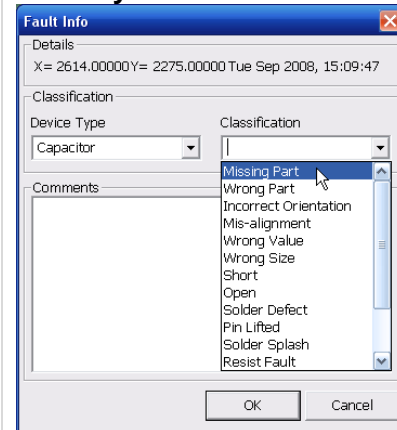 Fault Info
Details
X= 2614.00000Y= 2275.00000 Tue Sep 2008, 15:09:47
Classification
Device Type
Classification
Capacitor
Missing Part
Wrong Part
Incorrect Orientation
Mis-alignment
Wrong Value
Wrong Size
Short
Open
Solder Defect
Pin Lifted
Solder Splash
Resist Fault
Comments
OK
Cancel